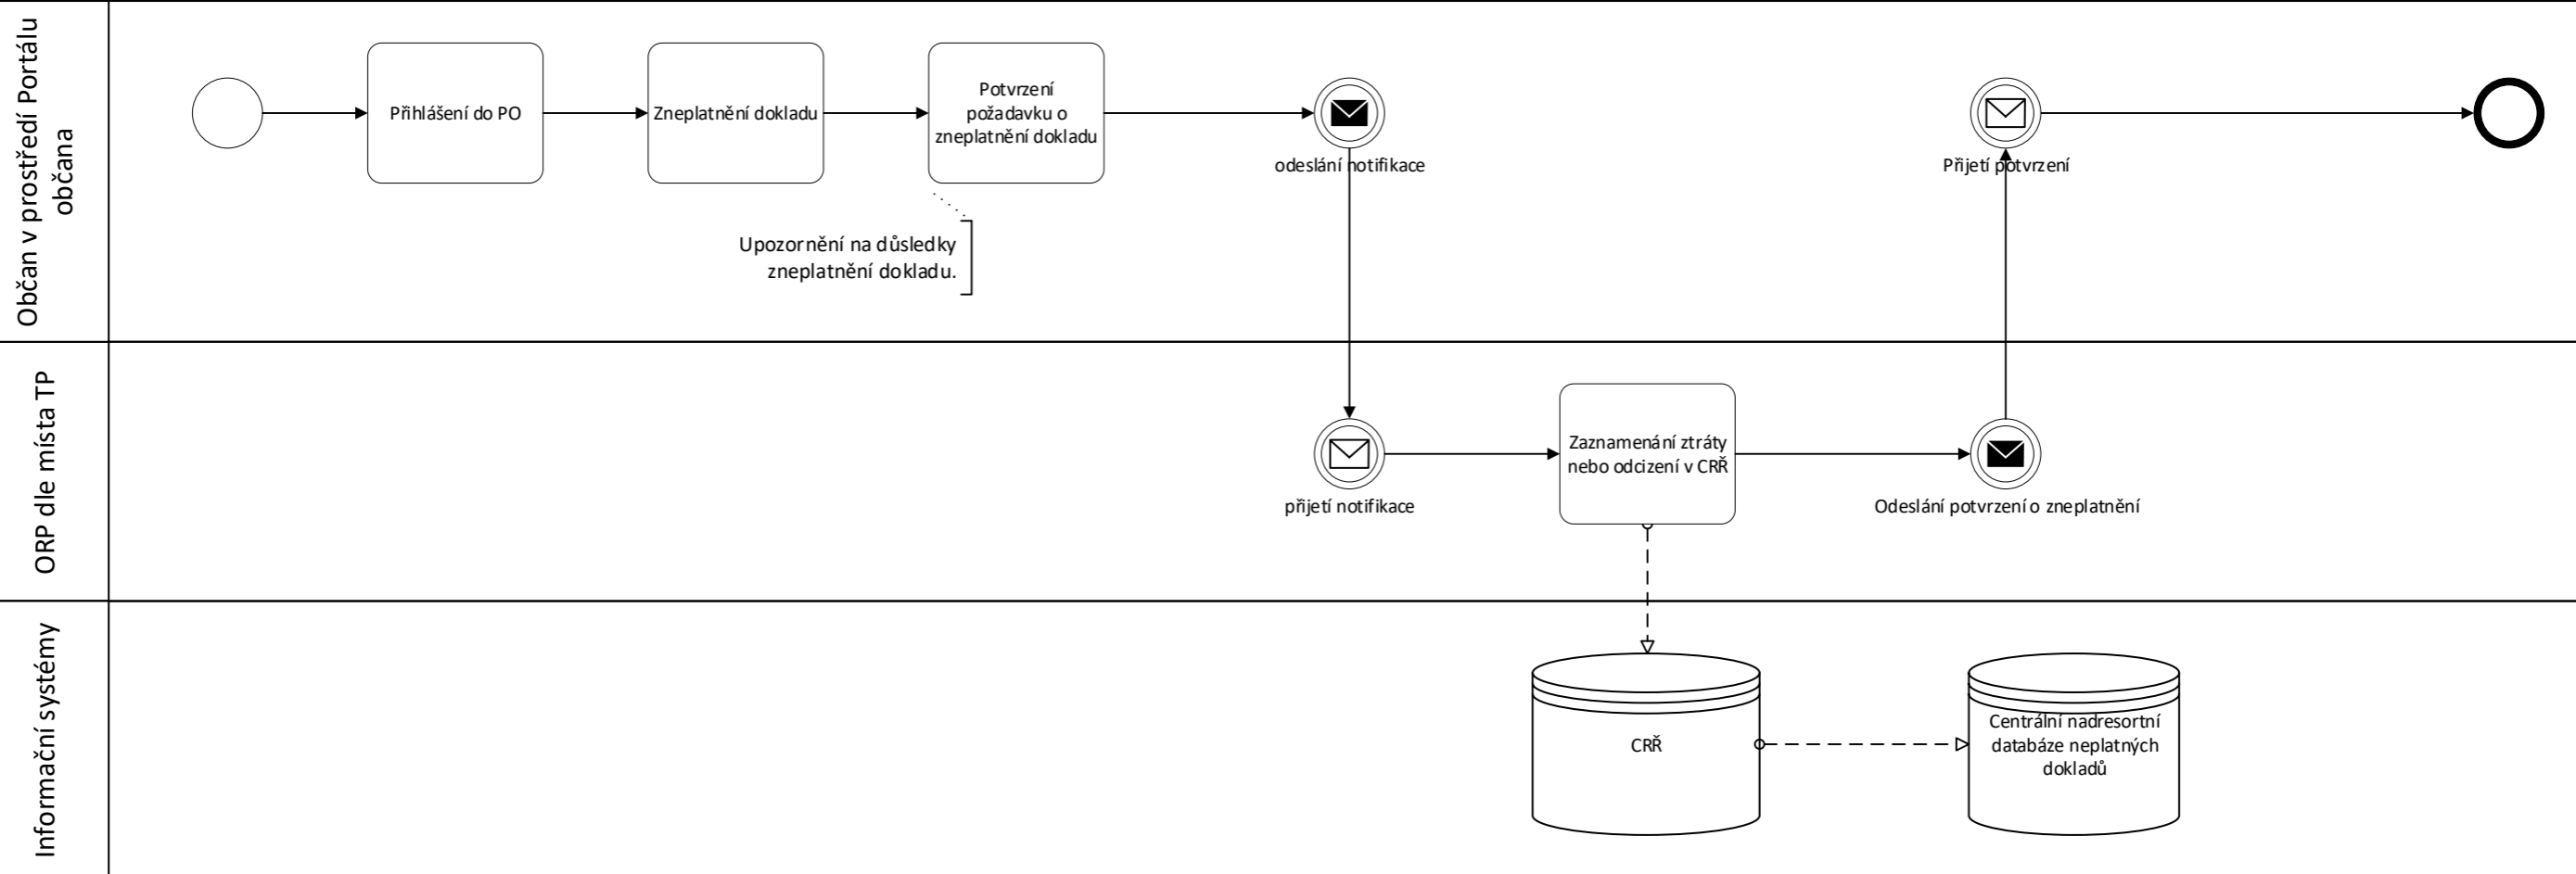 Občan v prostředí Portálu
občana
Přihlášení do PO
Zneplatnění dokladu
Potvrzení
požadavku o
zneplatnění dokladu
odeslání notifikace
Přijetí potvrzení
Upozornění na důsledky
zneplatnění dokladu.
ORP dle místa TP
přijetí notifikace
Zaznamenání ztráty
nebo odcizení v CRŘ
Odeslání potvrzení o zneplatnění
Informační systémy
CRŘ
Centrální nadresortní
databáze neplatných
dokladů